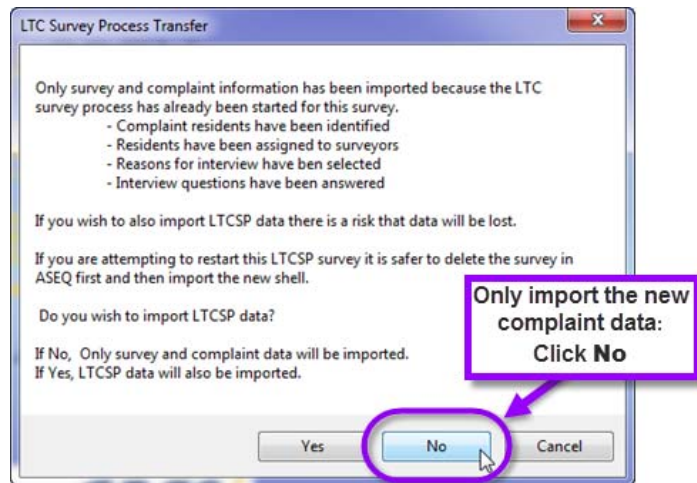 LTC Survey Process Transfer
Only survey and complaint information has been imported because the LTC
survey process has already been started for this survey.
- Complaint residents have been identified
- Residents have been assigned to surveyors
- Reasons for interview have ben selected
- Interview questions have been answered
If you wish to also import LTCSP data there is a risk that data will be lost.
If you are attempting to restart this LTCSP survey it is safer to delete the survey in
ASEQ first and then import the new shell.
Do you wish to import LTCSP data?
If No, Only survey and complaint data will be imported.
If Yes, LTCSP data will also be imported.
Only import the new
complaint data:
Click No
Yes No Cancel